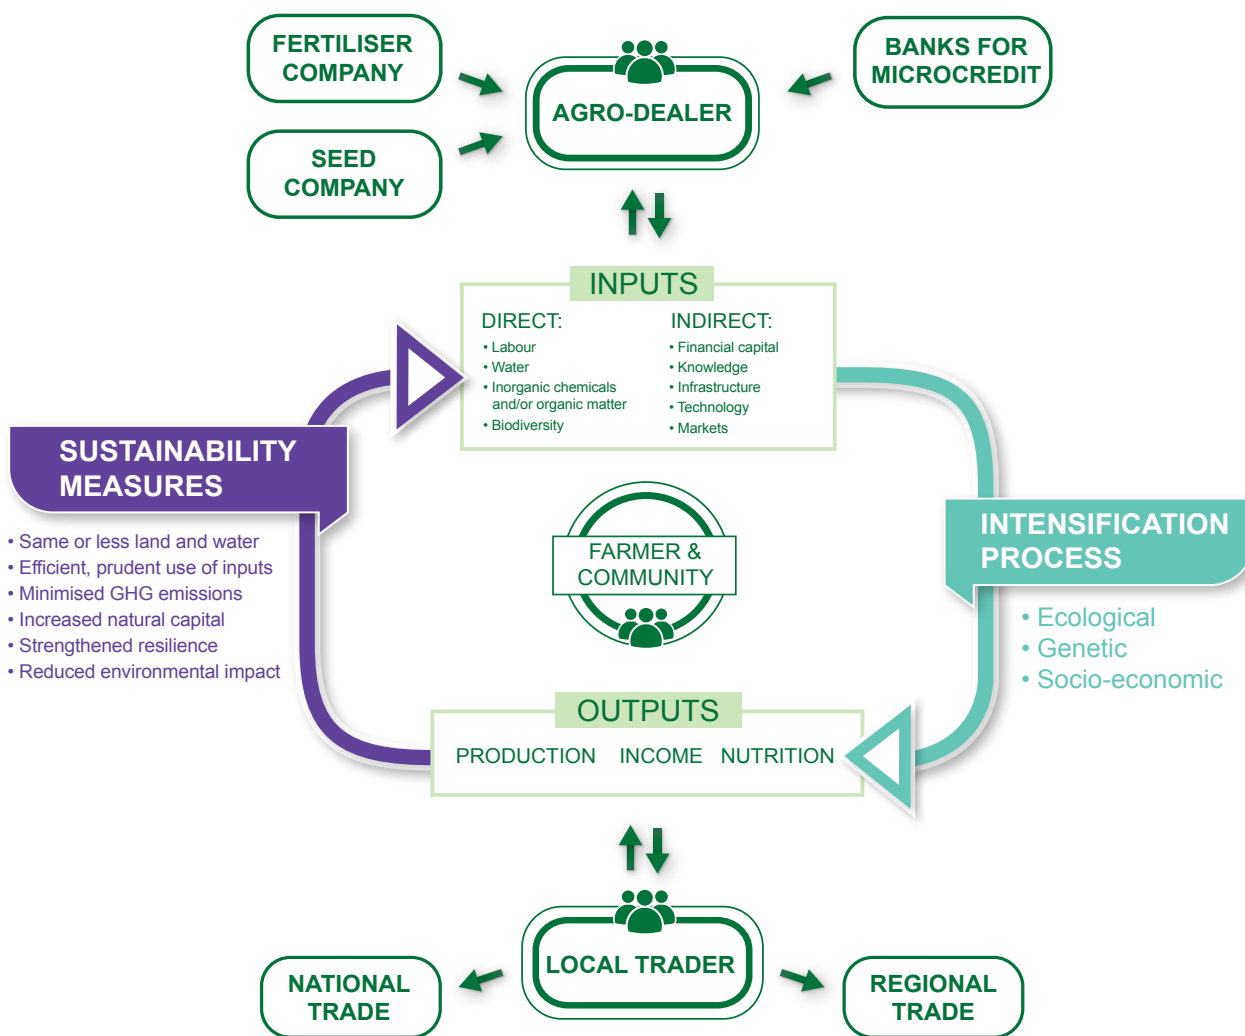 FERTILISER
COMPANY
BANKS FOR
MICROCREDIT
AGRO-DEALER
SEED
COMPANY
INPUTS
DIRECT:
• Labour
• Water
• Inorganic chemicals
and/or organic matter
• Biodiversity
INDIRECT:
• Financial capital
• Knowledge
• Infrastructure
• Technology
• Markets
SUSTAINABILITY
MEASURES
• Same or less land and water
• Efficient, prudent use of inputs
• Minimised GHG emissions
• Increased natural capital
• Strengthened resilience
• Reduced environmental impact
FARMER &
COMMUNITY
INTENSIFICATION
PROCESS
• Ecological
• Genetic
• Socio-economic
OUTPUTS
PRODUCTION INCOME NUTRITION
LOCAL TRADER
NATIONAL
TRADE
REGIONAL
TRADE